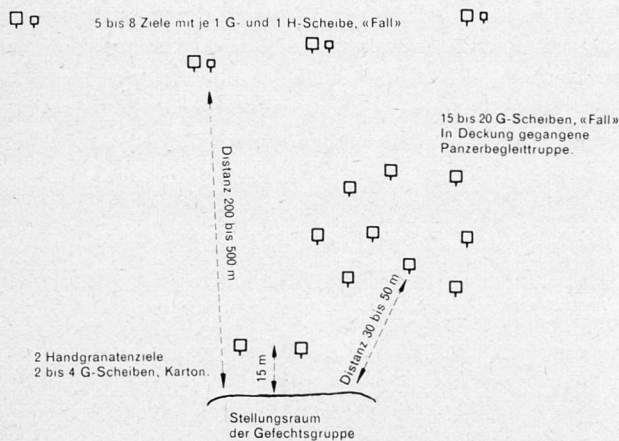 5 bis 8 Ziele mit je 1 G- und 1 H-Scheibe, «Fall»
15 bis 20 G-Scheiben, «Fall»
In Deckung gegangene
Panzerbegleittruppe.
Distanz 200 bis 500 m
Distanz 30 bis 50 m
2 Handgranatenziele
2 bis 4 G-Scheiben, Karton.
15 m
Stellungsraum
der Gefechtsgruppe